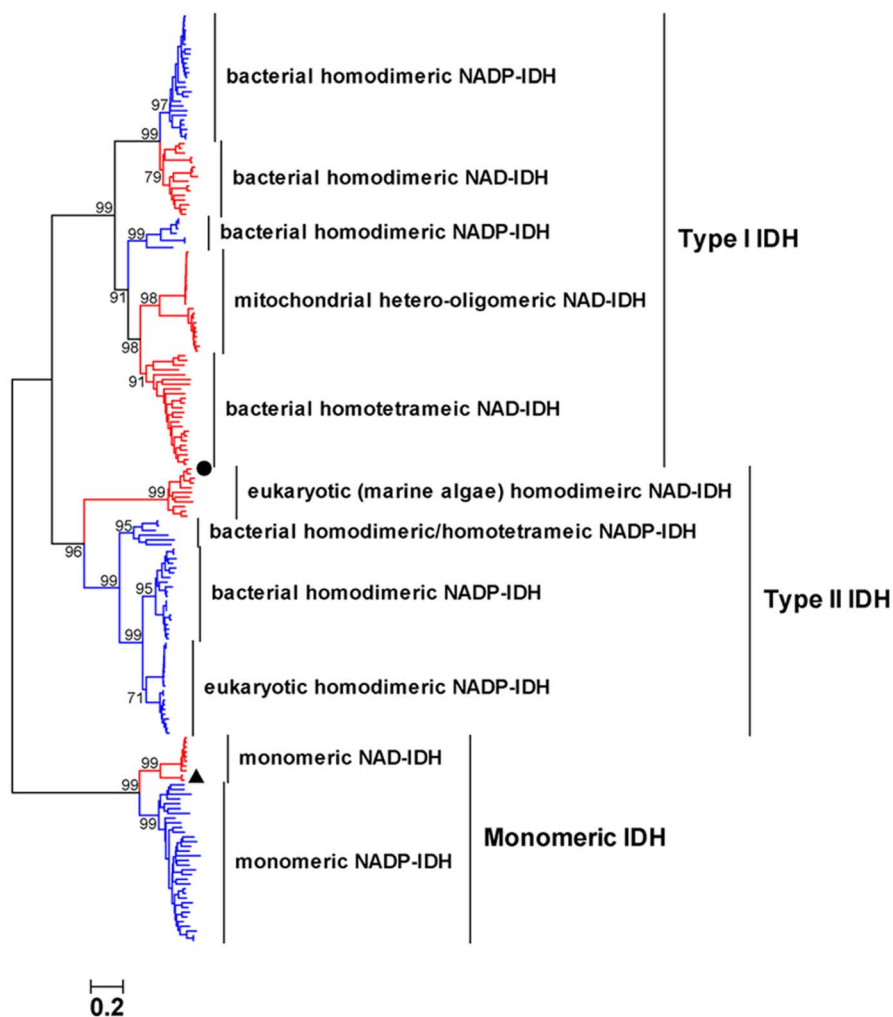 bacterial homodimeric NADP-IDH
97
99
79
bacterial homodimeric NAD-IDH
99
99
bacterial homodimeric NADP-IDH
Type I IDH
91
98
mitochondrial hetero-oligomeric NAD-IDH
98
91
bacterial homotetrameic NAD-IDH
99
eukaryotic (marine algae) homodimeirc NAD-IDH
95
bacterial homodimeric/homotetrameic NADP-IDH
96
99
95
bacterial homodimeric NADP-IDH
Type II IDH
99
71
eukaryotic homodimeric NADP-IDH
99
monomeric NAD-IDH
99
99
Monomeric IDH
monomeric NADP-IDH
0.2